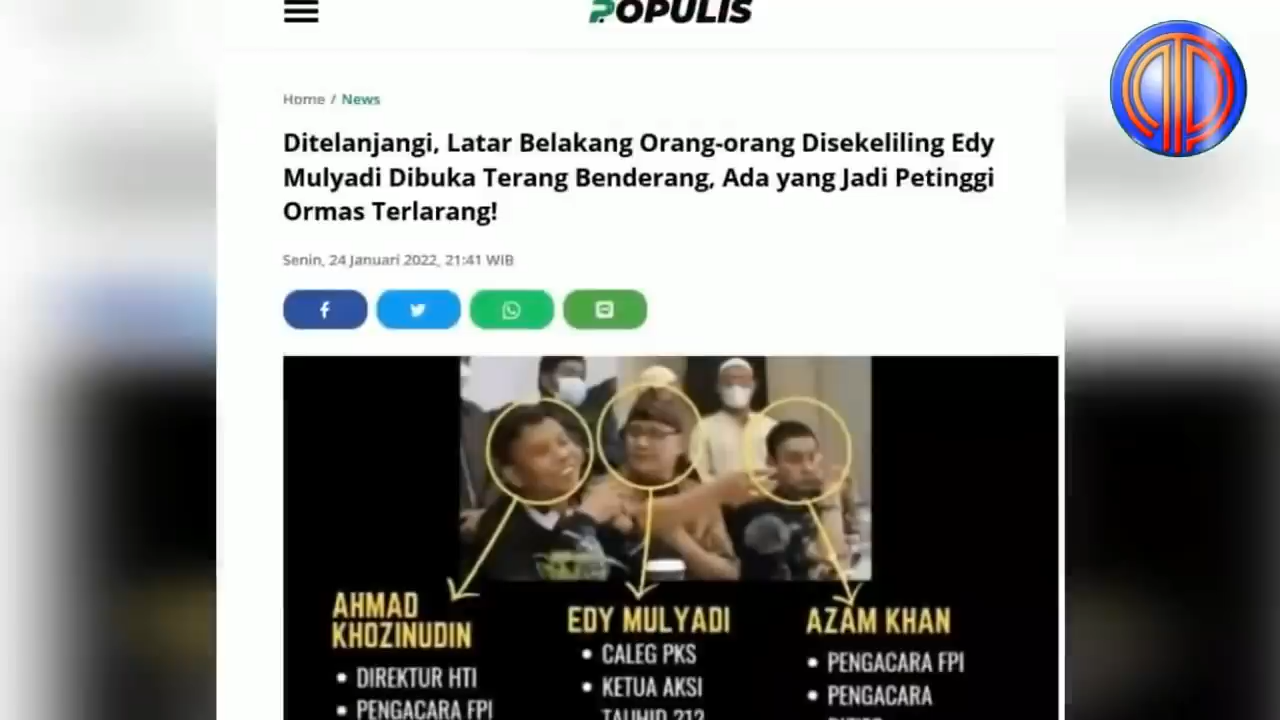 POPULIS
Home / News
Ditelanjangi, Latar Belakang Orang-orang Disekeliling Edy
Mulyadi Dibuka Terang Benderang, Ada yang Jadi Petinggi
Ormas Terlarang!
Senin, 24 Januari 2022, 21:41 WIB
AHMAD
KHOZINUDIN
• DIREKTUR HTI
• PENGACARA FPI
EDY MULYADI
• CALEG PKS
• KETUA AKSI
TAUHID 212
AZAM KHAN
• PENGACARA FPI
• PENGACARA